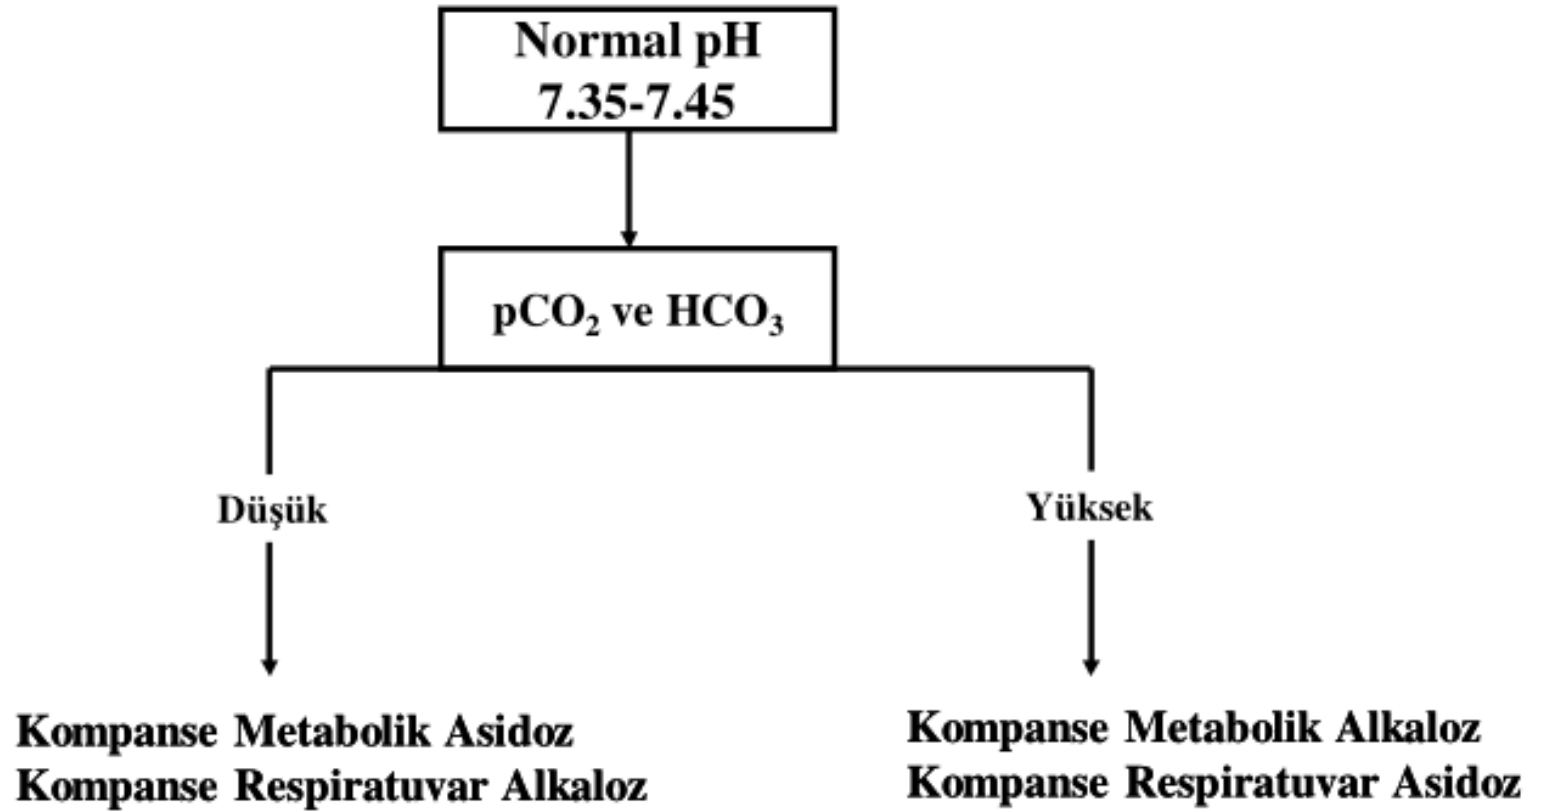 Normal pH
7.35-7.45
pCO₂ ve HCO₃
Düşük
Yüksek
Kompanse Metabolik Asidoz
Kompanse Respiratuvar Alkaloz
Kompanse Metabolik Alkaloz
Kompanse Respiratuvar Asidoz